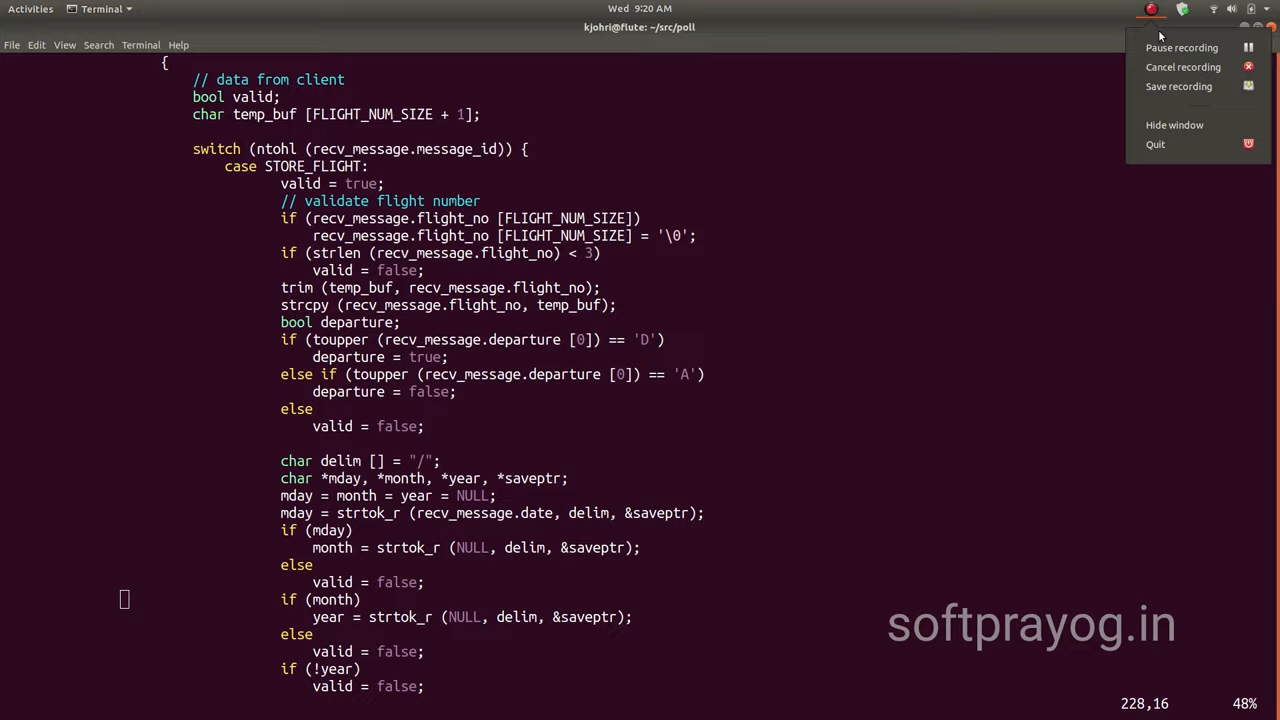 Activities Terminal Wed 9:20 AM
kjohri@flute: ~/src/poll
File Edit View Search Terminal Help
Pause recording
Cancel recording
Save recording
Hide window
Quit
{
// data from client
bool valid;
char temp_buf [FLIGHT_NUM_SIZE + 1];
switch (ntohl (recv_message.message_id)) {
case STORE_FLIGHT:
valid = true;
// validate flight number
if (recv_message.flight_no [FLIGHT_NUM_SIZE])
recv_message.flight_no [FLIGHT_NUM_SIZE] = '\0';
if (strlen (recv_message.flight_no) < 3)
valid = false;
trim (temp_buf, recv_message.flight_no);
strcpy (recv_message.flight_no, temp_buf);
bool departure;
if (toupper (recv_message.departure [0]) == 'D')
departure = true;
else if (toupper (recv_message.departure [0]) == 'A')
departure = false;
else
valid = false;
char delim [] = "/";
char *mday, *month, *year, *saveptr;
mday = month = year = NULL;
mday = strtok_r (recv_message.date, delim, &saveptr);
if (mday)
month = strtok_r (NULL, delim, &saveptr);
else
valid = false;
if (month)
year = strtok_r (NULL, delim, &saveptr);
else
valid = false;
if (!year)
valid = false;
softprayog.in
228,16 48%